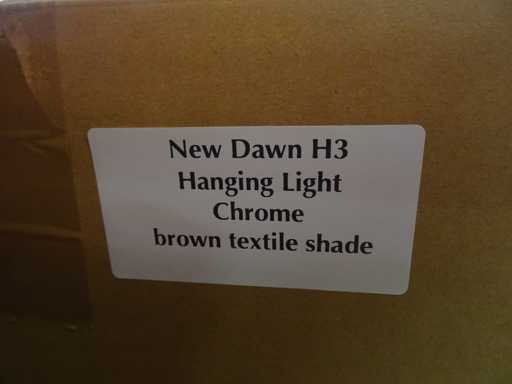 New Dawn H3
Hanging Light
Chrome
brown textile shade